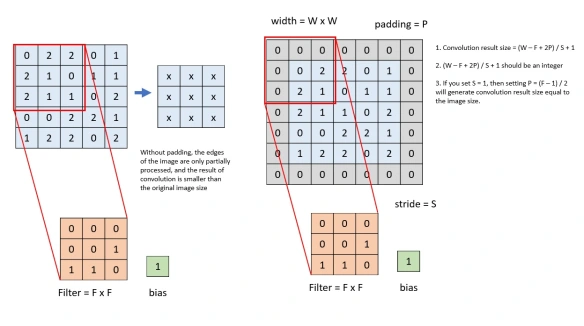 width = W x W
padding = P
0 2 2 0 1
2 1 0 1 1
2 1 1 0 2
0 0 2 2 1
1 2 2 0 2
x x x
x x x
x x x
Without padding, the edges
of the image are only partially
processed, and the result of
convolution is smaller than
the original image size
0 0 0
0 0 1
1 1 0
1
Filter = F x F
bias
0 0 0 0 0 0 0
0 0 2 2 0 1 0
0 2 1 0 1 1 0
0 2 1 1 0 2 0
0 0 0 2 2 1 0
0 1 2 2 0 2 0
0 0 0 0 0 0 0
stride = S
0 0 0
0 0 1
1 1 0
1
Filter = F x F
bias
1. Convolution result size = (W – F + 2P) / S + 1
2. (W – F + 2P) / S + 1 should be an integer
3. If you set S = 1, then setting P = (F – 1) / 2
will generate convolution result size equal to
the image size.